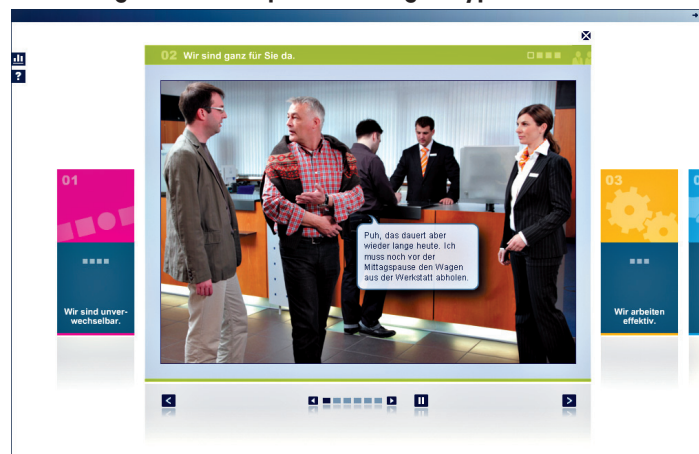 02 Wir sind ganz für Sie da.
01
Wir sind unver-
wechselbar.
Puh, das dauert aber
wieder lange heute. Ich
muss noch vor der
Mittagspause den Wagen
aus der Werkstatt abholen.
03
Wir arbeiten
effektiv.
?